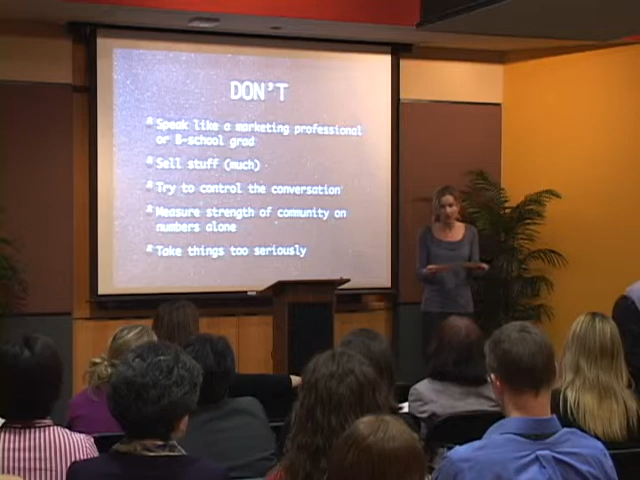 DON'T
* Speak like a marketing professional
or B-school grad
* Sell stuff (much)
* Try to control the conversation
* Measure strength of community on
numbers alone
* Take things too seriously